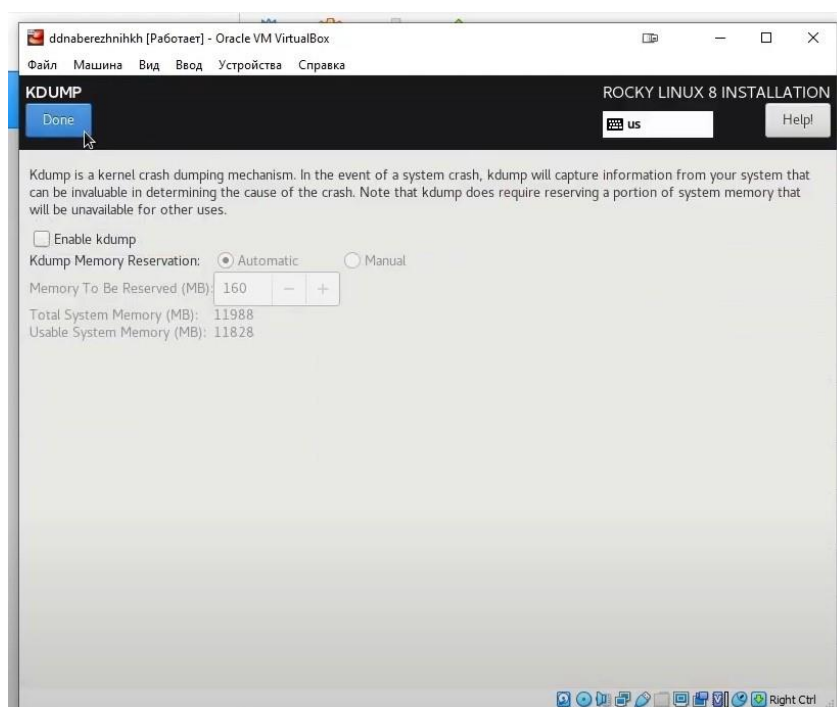 ddnaberezhnihkh [Работает] - Oracle VM VirtualBox
Файл Машина Вид Ввод Устройства Справка
KDUMP
ROCKY LINUX 8 INSTALLATION
Done
us
Help!
Kdump is a kernel crash dumping mechanism. In the event of a system crash, kdump will capture information from your system that
can be invaluable in determining the cause of the crash. Note that kdump does require reserving a portion of system memory that
will be unavailable for other uses.
Enable kdump
Kdump Memory Reservation: Automatic Manual
Memory To Be Reserved (MB): 160 − +
Total System Memory (MB): 11988
Usable System Memory (MB): 11828
Right Ctrl